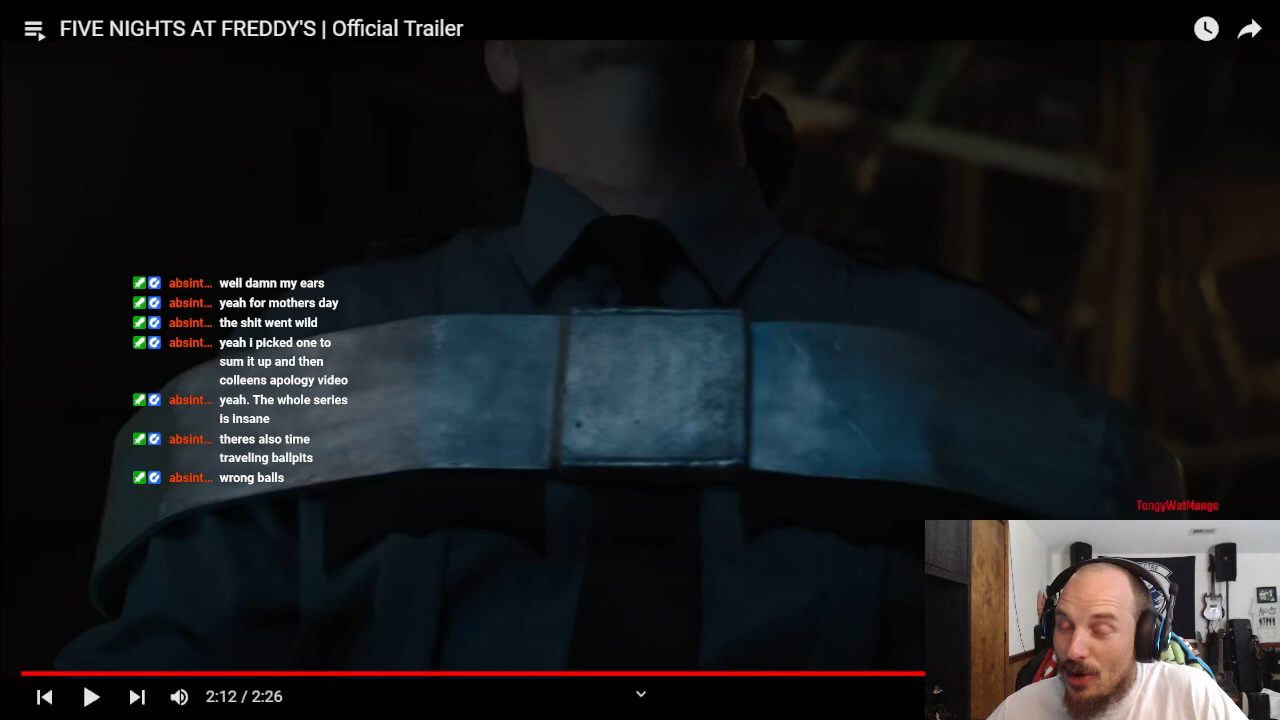 FIVE NIGHTS AT FREDDY'S | Official Trailer
absint... well damn my ears
absint... yeah for mothers day
absint... the shit went wild
absint... yeah i picked one to
sum it up and then
colleens apology video
absint... yeah. The whole series
is insane
absint... theres also time
traveling ballpits
absint... wrong balls
TangyWetMango
2:12 / 2:26